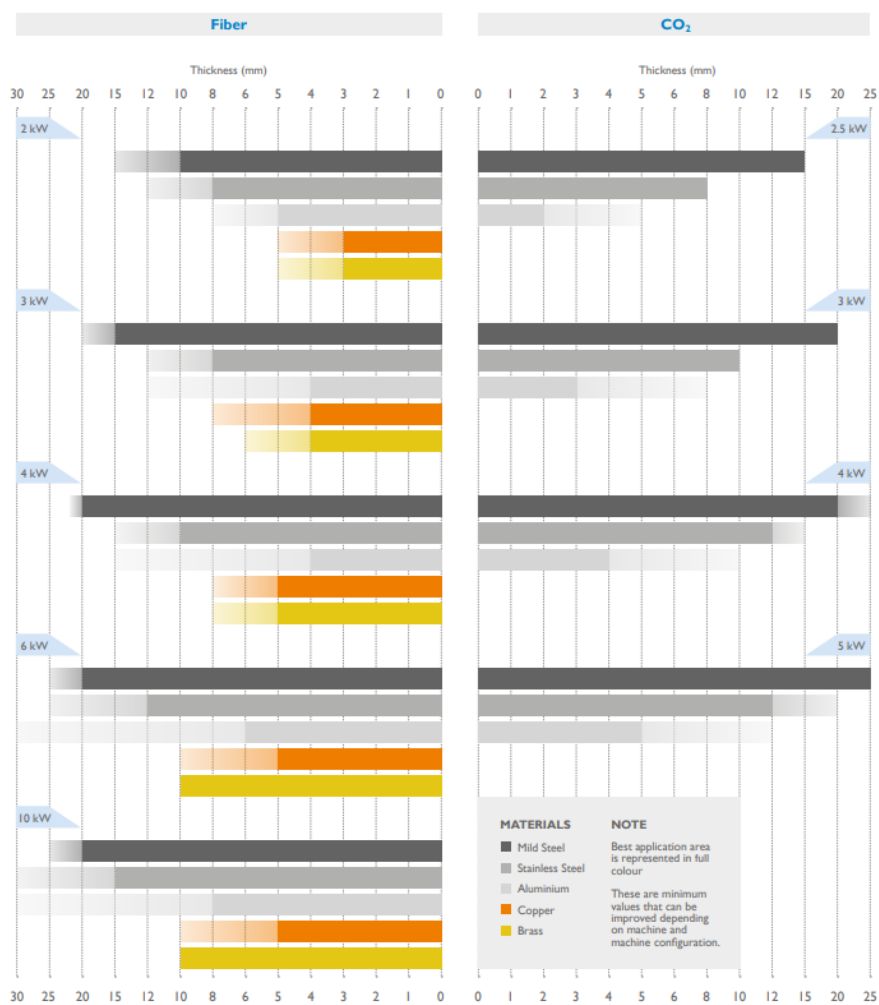 Fiber
CO₂
Thickness (mm)
Thickness (mm)
30 25 20 15 12 10 8 6 4 3 2 1 0
0 1 2 3 4 5 6 8 10 12 15 20 25
2 kW
2.5 kW
3 kW
3 kW
4 kW
4 kW
6 kW
5 kW
10 kW
MATERIALS
Mild Steel
Stainless Steel
Aluminium
Copper
Brass
NOTE
Best application area
is represented in full
colour
These are minimum
values that can be
improved depending
on machine and
machine configuration.
30 25 20 15 12 10 8 6 4 3 2 1 0
0 1 2 3 4 5 6 8 10 12 15 20 25